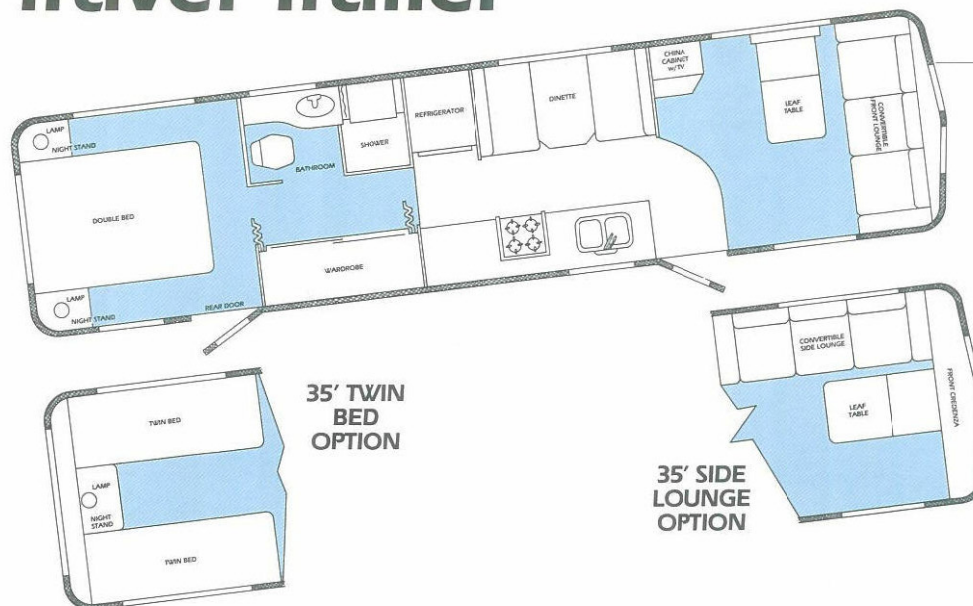 Travel Trailer
CHINA
CABINET
w/TV
LAMP
NIGHT STAND
REFRIGERATOR
DINETTE
LEAF
TABLE
CONVERTIBLE
FRONT LOUNGE
SHOWER
BATHROOM
DOUBLE BED
WARDROBE
LAMP
NIGHT STAND
REAR DOOR
35' TWIN
BED
OPTION
TWIN BED
LAMP
NIGHT
STAND
TWIN BED
CONVERTIBLE
SIDE LOUNGE
LEAF
TABLE
FRONT CREDENZA
35' SIDE
LOUNGE
OPTION